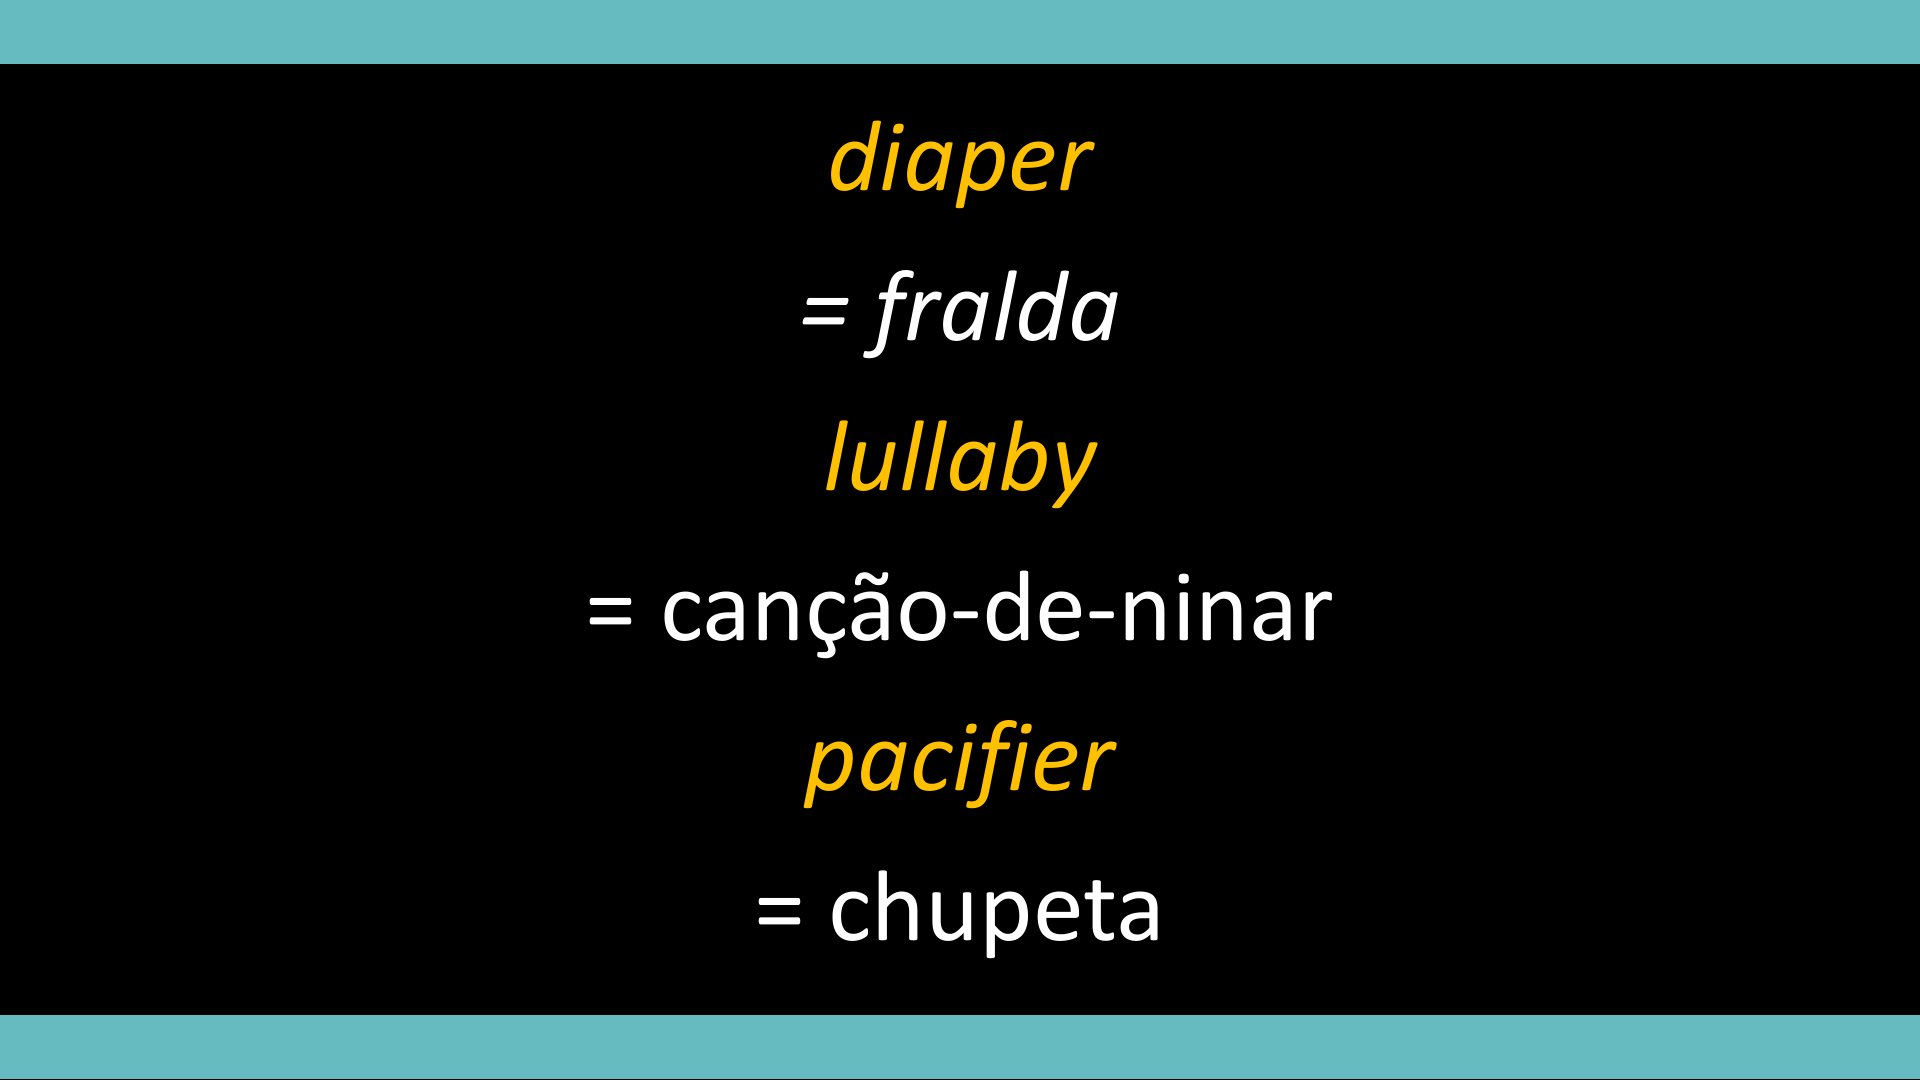 diaper
= fralda
lullaby
= canção-de-ninar
pacifier
= chupeta